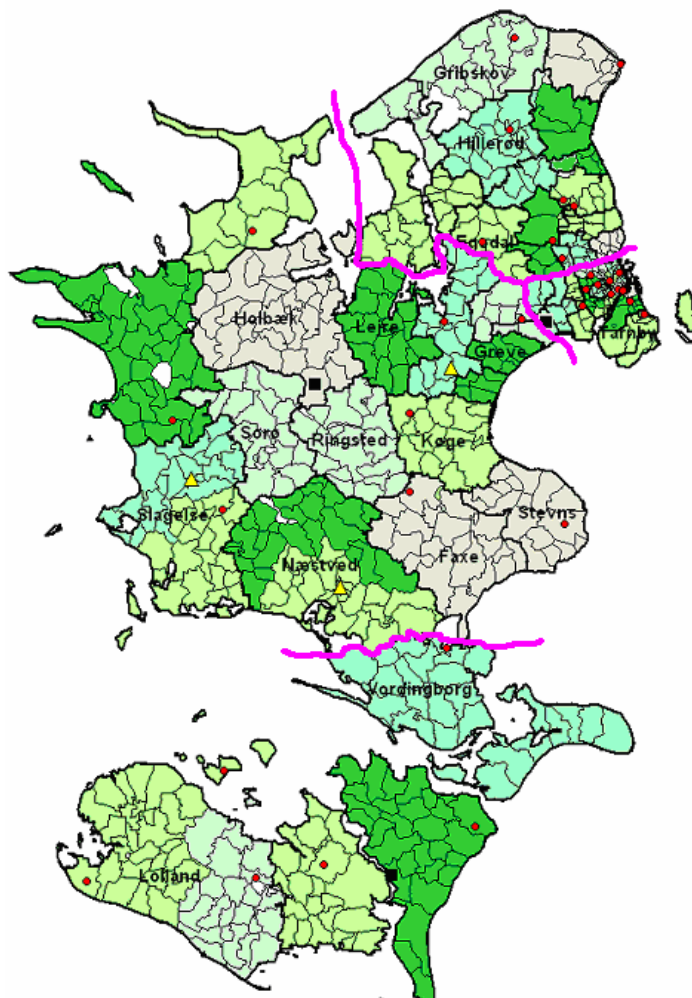 Gribskov
Hillerød
Egedal
Holbæk
Lejre
Tårnby
Greve
Sorø
Ringsted
Køge
Slagelse
Stevns
Faxe
Næstved
Vordingborg
Lolland